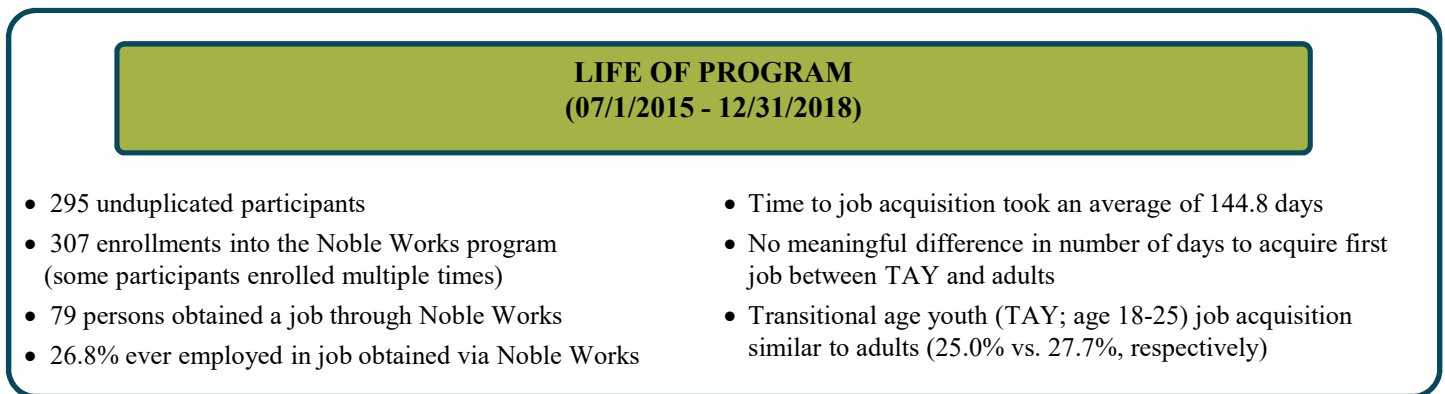 LIFE OF PROGRAM
(07/1/2015 - 12/31/2018)
• 295 unduplicated participants
• 307 enrollments into the Noble Works program
(some participants enrolled multiple times)
• 79 persons obtained a job through Noble Works
• 26.8% ever employed in job obtained via Noble Works
• Time to job acquisition took an average of 144.8 days
• No meaningful difference in number of days to acquire first
job between TAY and adults
• Transitional age youth (TAY; age 18-25) job acquisition
similar to adults (25.0% vs. 27.7%, respectively)